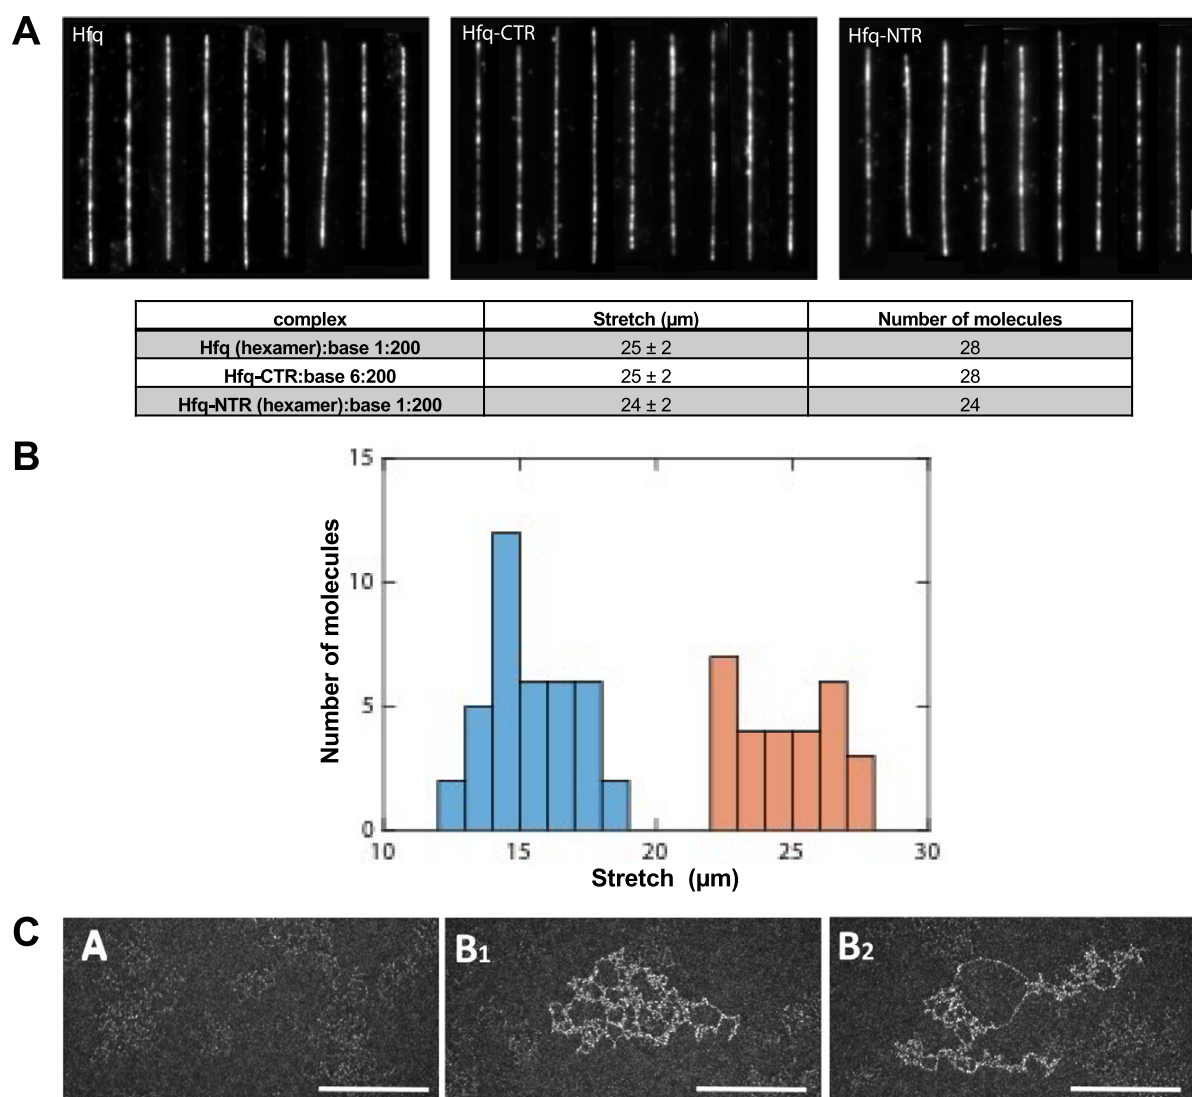 A
Hfq
Hfq-CTR
Hfq-NTR
complex Stretch (µm) Number of molecules
Hfq (hexamer):base 1:200 25 ± 2 28
Hfq-CTR:base 6:200 25 ± 2 28
Hfq-NTR (hexamer):base 1:200 24 ± 2 24
B
15
10
5
0
Number of molecules
10 15 20 25 30
Stretch (µm)
C
A
B1
B2